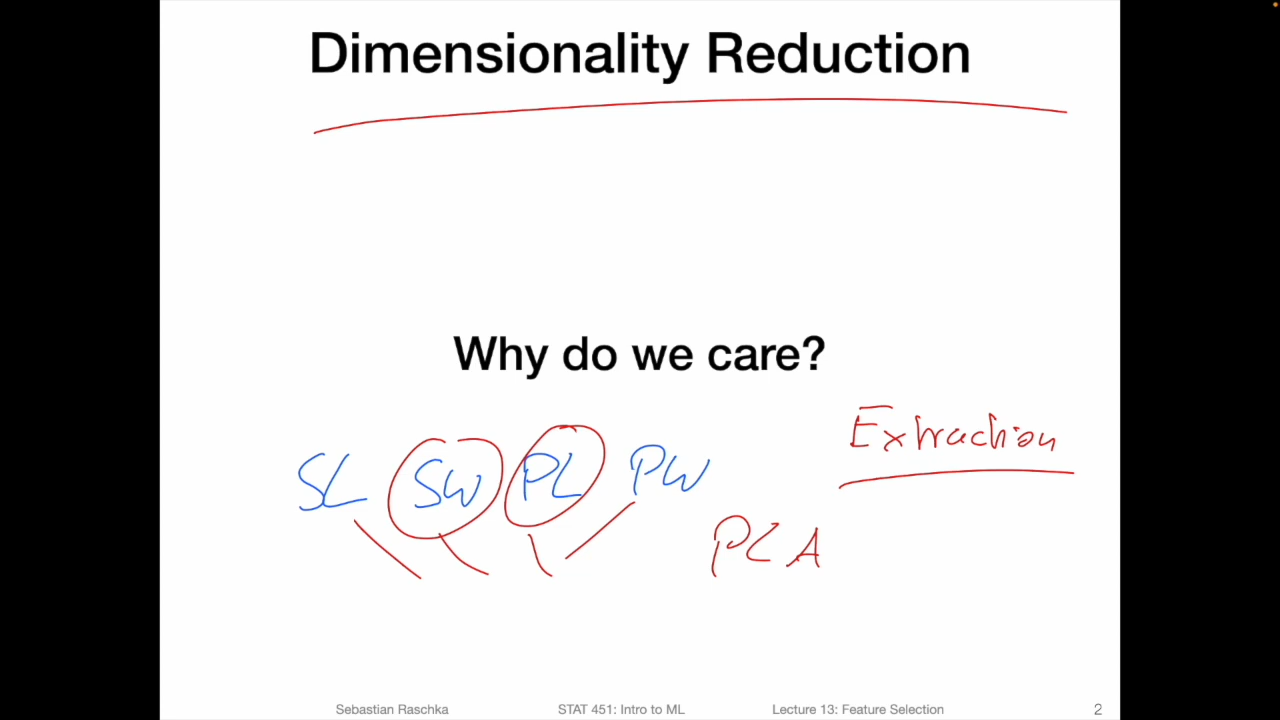 Dimensionality Reduction
Why do we care?
Extraction
SL SW PL PW
PCA
Sebastian Raschka STAT 451: Intro to ML Lecture 13: Feature Selection 2